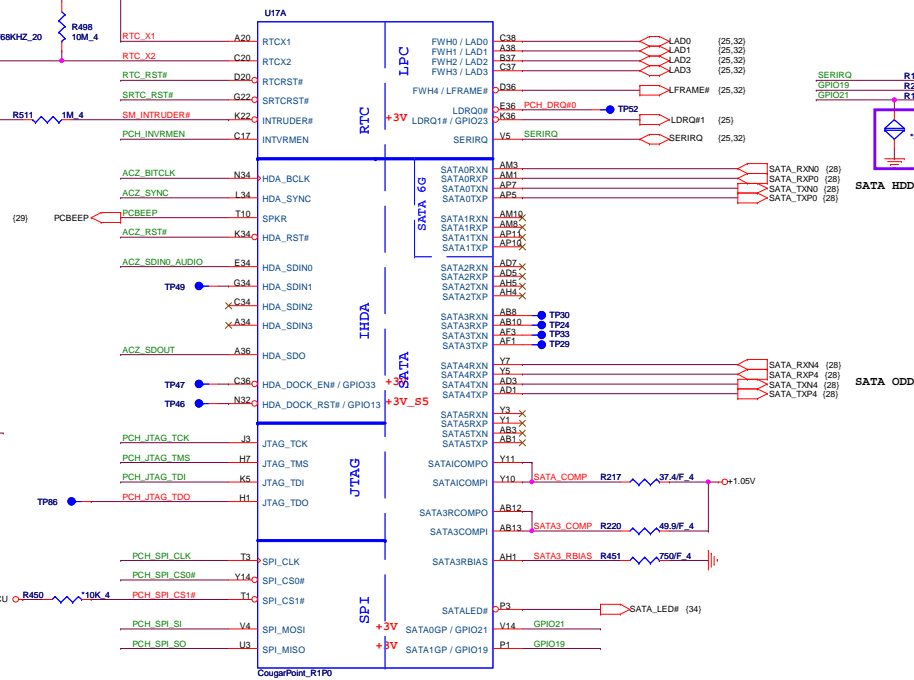 U17A
R498
10M_4
68KHZ_20
RTC_X1 A20 RTCX1
RTC_X2 C20 RTCX2
RTC_RST# D20 RTCRST#
SRTC_RST# G22 SRTCRST#
R511 1M_4 SM_INTRUDER# K22 INTRUDER#
PCH_INVRMEN C17 INTVRMEN
RTC
LPC
+3V
FWH0 / LAD0 C38 LAD0 {25,32}
FWH1 / LAD1 A38 LAD1 {25,32}
FWH2 / LAD2 B37 LAD2 {25,32}
FWH3 / LAD3 C37 LAD3 {25,32}
FWH4 / LFRAME# D36 LFRAME# {25,32}
LDRQ0# E36 PCH_DRQ#0 TP52
LDRQ1# / GPIO23 K36 LDRQ#1 {25}
SERIRQ V5 SERIRQ SERIRQ {25,32}
SERIRQ R1
GPIO19 R2
GPIO21 R1
ACZ_BITCLK N34 HDA_BCLK
ACZ_SYNC L34 HDA_SYNC
{29} PCBEEP PCBEEP T10 SPKR
ACZ_RST# K34 HDA_RST#
ACZ_SDIN0_AUDIO E34 HDA_SDIN0
TP49 G34 HDA_SDIN1
C34 HDA_SDIN2
A34 HDA_SDIN3
ACZ_SDOUT A36 HDA_SDO
TP47 C36 HDA_DOCK_EN# / GPIO33 +3V
TP46 N32 HDA_DOCK_RST# / GPIO13 +3V_S5
IHDA
SATA 6G
SATA
SATA0RXN AM3 SATA_RXN0 {28}
SATA0RXP AM1 SATA_RXP0 {28}
SATA0TXN AP7 SATA_TXN0 {28}
SATA0TXP AP5 SATA_TXP0 {28}
SATA HDD
SATA1RXN AM10
SATA1RXP AM8
SATA1TXN AP11
SATA1TXP AP10
SATA2RXN AD7
SATA2RXP AD5
SATA2TXN AH5
SATA2TXP AH4
SATA3RXN AB8 TP30
SATA3RXP AB10 TP24
SATA3TXN AF3 TP33
SATA3TXP AF1 TP29
SATA4RXN Y7 SATA_RXN4 {28}
SATA4RXP Y5 SATA_RXP4 {28}
SATA4TXN AD3 SATA_TXN4 {28}
SATA4TXP AD1 SATA_TXP4 {28}
SATA ODD
SATA5RXN Y3
SATA5RXP Y1
SATA5TXN AB3
SATA5TXP AB1
PCH_JTAG_TCK J3 JTAG_TCK
PCH_JTAG_TMS H7 JTAG_TMS
PCH_JTAG_TDI K5 JTAG_TDI
TP86 PCH_JTAG_TDO H1 JTAG_TDO
JTAG
SATAICOMPO Y11
SATAICOMPI Y10 SATA_COMP R217 37.4/F_4 +1.05V
SATA3RCOMPO AB12
SATA3COMPI AB13 SATA3_COMP R220 49.9/F_4
SATA3RBIAS AH1 SATA3_RBIAS R451 750/F_4
PCH_SPI_CLK T3 SPI_CLK
PCH_SPI_CS0# Y14 SPI_CS0#
CU R450 *10K_4 PCH_SPI_CS1# T1 SPI_CS1#
PCH_SPI_SI V4 SPI_MOSI
PCH_SPI_SO U3 SPI_MISO
SPI
SATALED# P3 SATA_LED# {34}
+3V SATA0GP / GPIO21 V14 GPIO21
+3V SATA1GP / GPIO19 P1 GPIO19
CougarPoint_R1P0